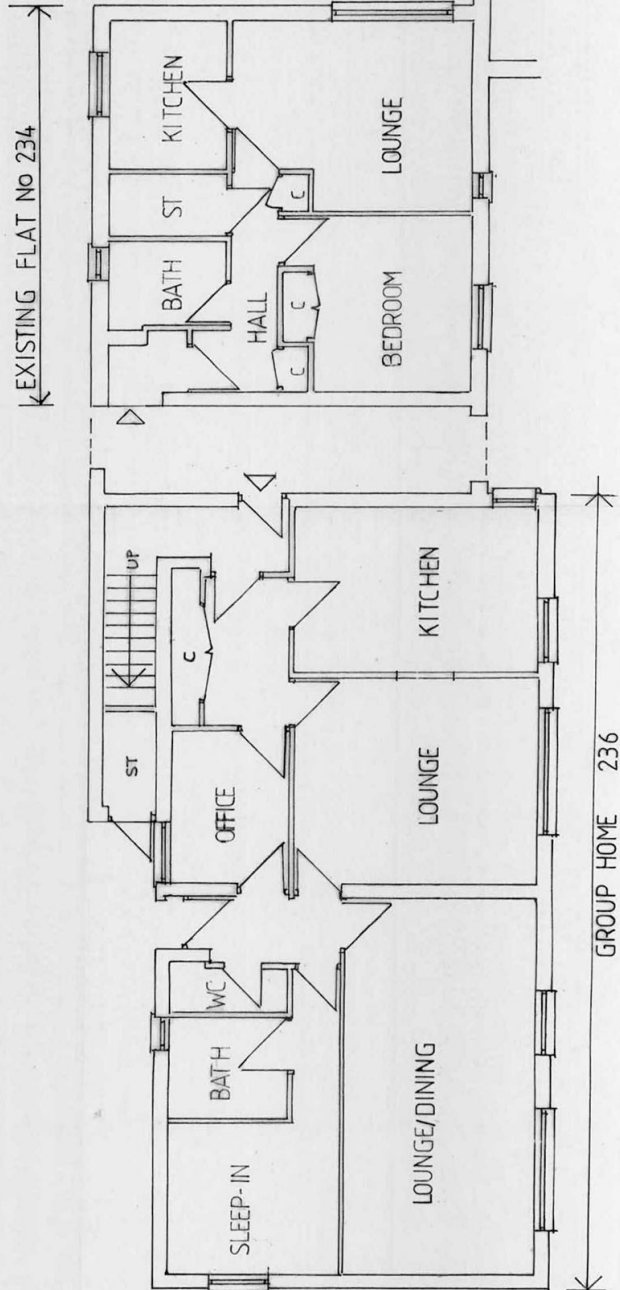 EXISTING FLAT No 234
KITCHEN
ST
BATH
HALL
C
C
C
LOUNGE
BEDROOM
UP
C
ST
OFFICE
KITCHEN
LOUNGE
WC
BATH
SLEEP-IN
LOUNGE/DINING
GROUP HOME 236